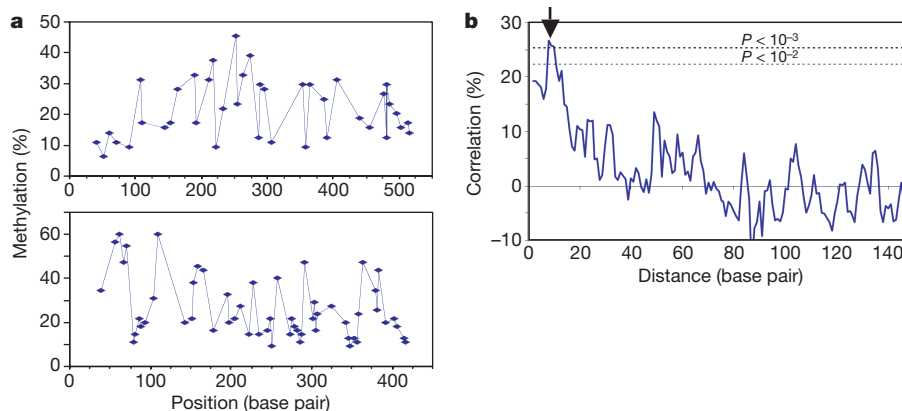 a
Methylation (%)
50
40
30
20
10
0
0 100 200 300 400 500
60
40
20
0
0 100 200 300 400
Position (base pair)
b
Correlation (%)
30
20
10
0
–10
P < 10–3
P < 10–2
0 20 40 60 80 100 120 140
Distance (base pair)